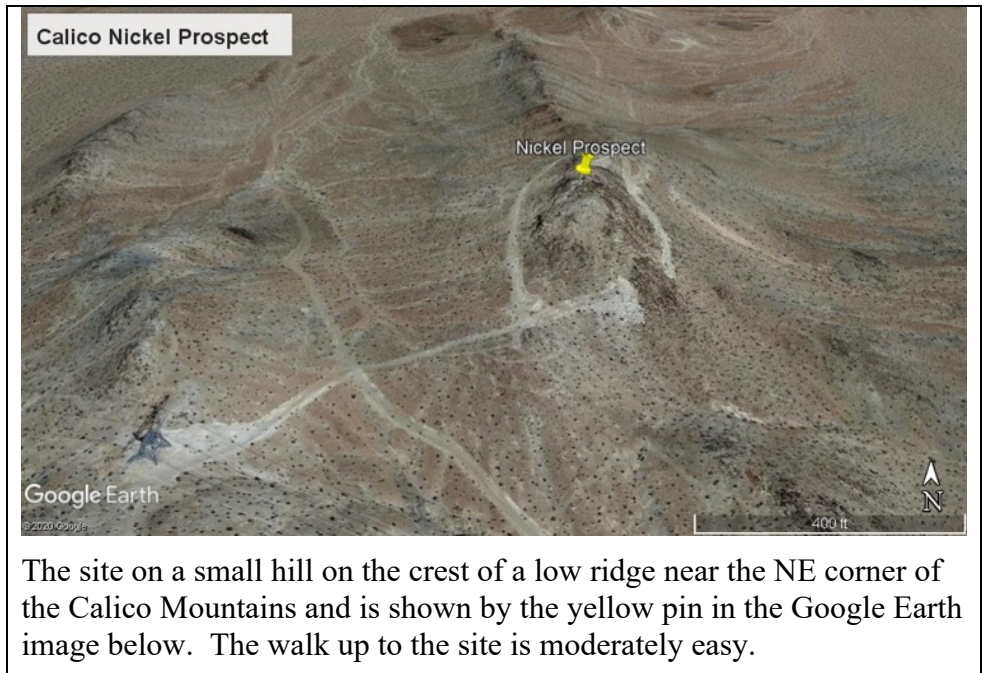 Calico Nickel Prospect
Nickel Prospect
Google Earth
N
©2020 Google
400 ft
The site on a small hill on the crest of a low ridge near the NE corner of
the Calico Mountains and is shown by the yellow pin in the Google Earth
image below.  The walk up to the site is moderately easy.